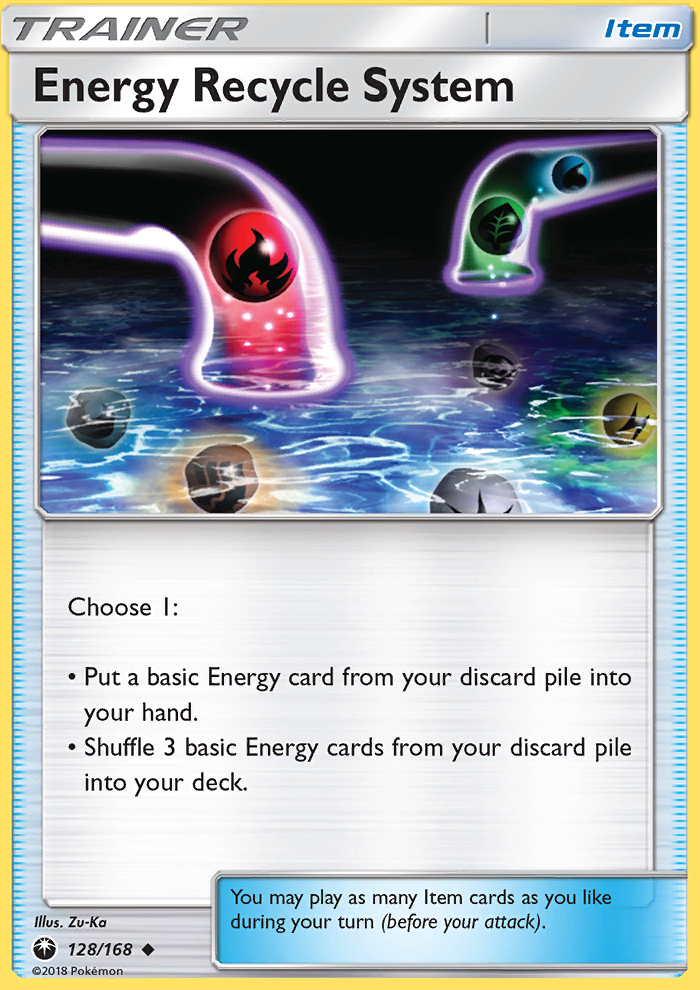 TRAINER
Item
Energy Recycle System
Choose 1:
• Put a basic Energy card from your discard pile into
your hand.
• Shuffle 3 basic Energy cards from your discard pile
into your deck.
You may play as many Item cards as you like
during your turn (before your attack).
Illus. Zu-Ka
128/168 ◆
©2018 Pokémon